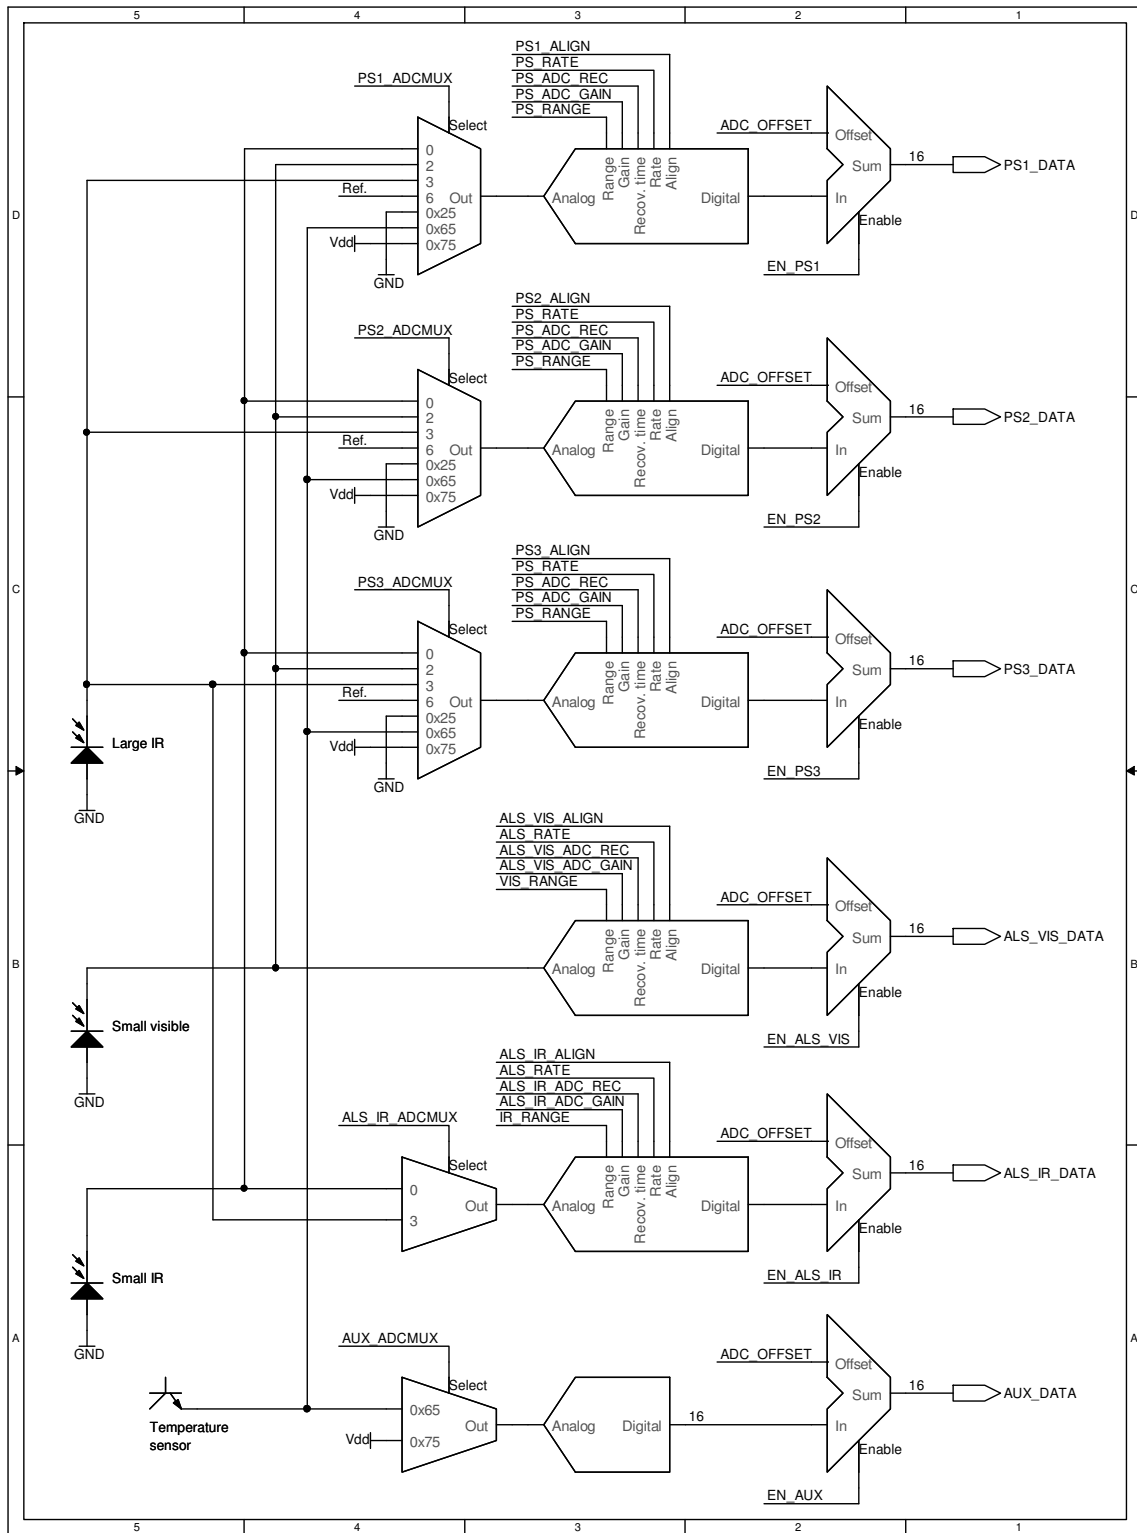 5 4 3 2 1
PS1_ALIGN
PS_RATE
PS1_ADCMUX PS_ADC_REC
PS_ADC_GAIN
PS_RANGE
Select ADC_OFFSET Offset
0 16 PS1_DATA
2 Sum
3 Range Gain Recov. time Rate Align
Ref. 6 Out Analog Digital In
0x25
D D
0x65 Enable
Vdd 0x75
EN_PS1
GND
PS2_ALIGN
PS_RATE
PS2_ADCMUX PS_ADC_REC
PS_ADC_GAIN
PS_RANGE
Select ADC_OFFSET Offset
0 16 PS2_DATA
2 Sum
3 Range Gain Recov. time Rate Align
Ref. 6 Out Analog Digital In
0x25
0x65 Enable
Vdd 0x75
EN_PS2
GND
PS3_ALIGN
PS_RATE
PS3_ADCMUX PS_ADC_REC
C C
PS_ADC_GAIN
PS_RANGE
Select ADC_OFFSET Offset
0 16 PS3_DATA
2 Sum
3 Range Gain Recov. time Rate Align
Ref. 6 Out Analog Digital In
0x25
0x65 Enable
Large IR
Vdd 0x75
EN_PS3
GND
GND
ALS_VIS_ALIGN
ALS_RATE
ALS_VIS_ADC_REC
ALS_VIS_ADC_GAIN
VIS_RANGE
ADC_OFFSET Offset
16 ALS_VIS_DATA
Sum
Range Gain Recov. time Rate Align
B B
Analog Digital In
Enable
Small visible
EN_ALS_VIS
GND
ALS_IR_ALIGN
ALS_RATE
ALS_IR_ADC_REC
ALS_IR_ADC_GAIN
ALS_IR_ADCMUX IR_RANGE
ADC_OFFSET Offset
Select
16 ALS_IR_DATA
Sum
0 Range Gain Recov. time Rate Align
Out Analog Digital In
3
Enable
Small IR
EN_ALS_IR
A A
AUX_ADCMUX
GND
ADC_OFFSET Offset
Select
16 AUX_DATA
Sum
0x65
Temperature
sensor
Out Analog Digital 16 In
Vdd 0x75
Enable
EN_AUX
5 4 3 2 1